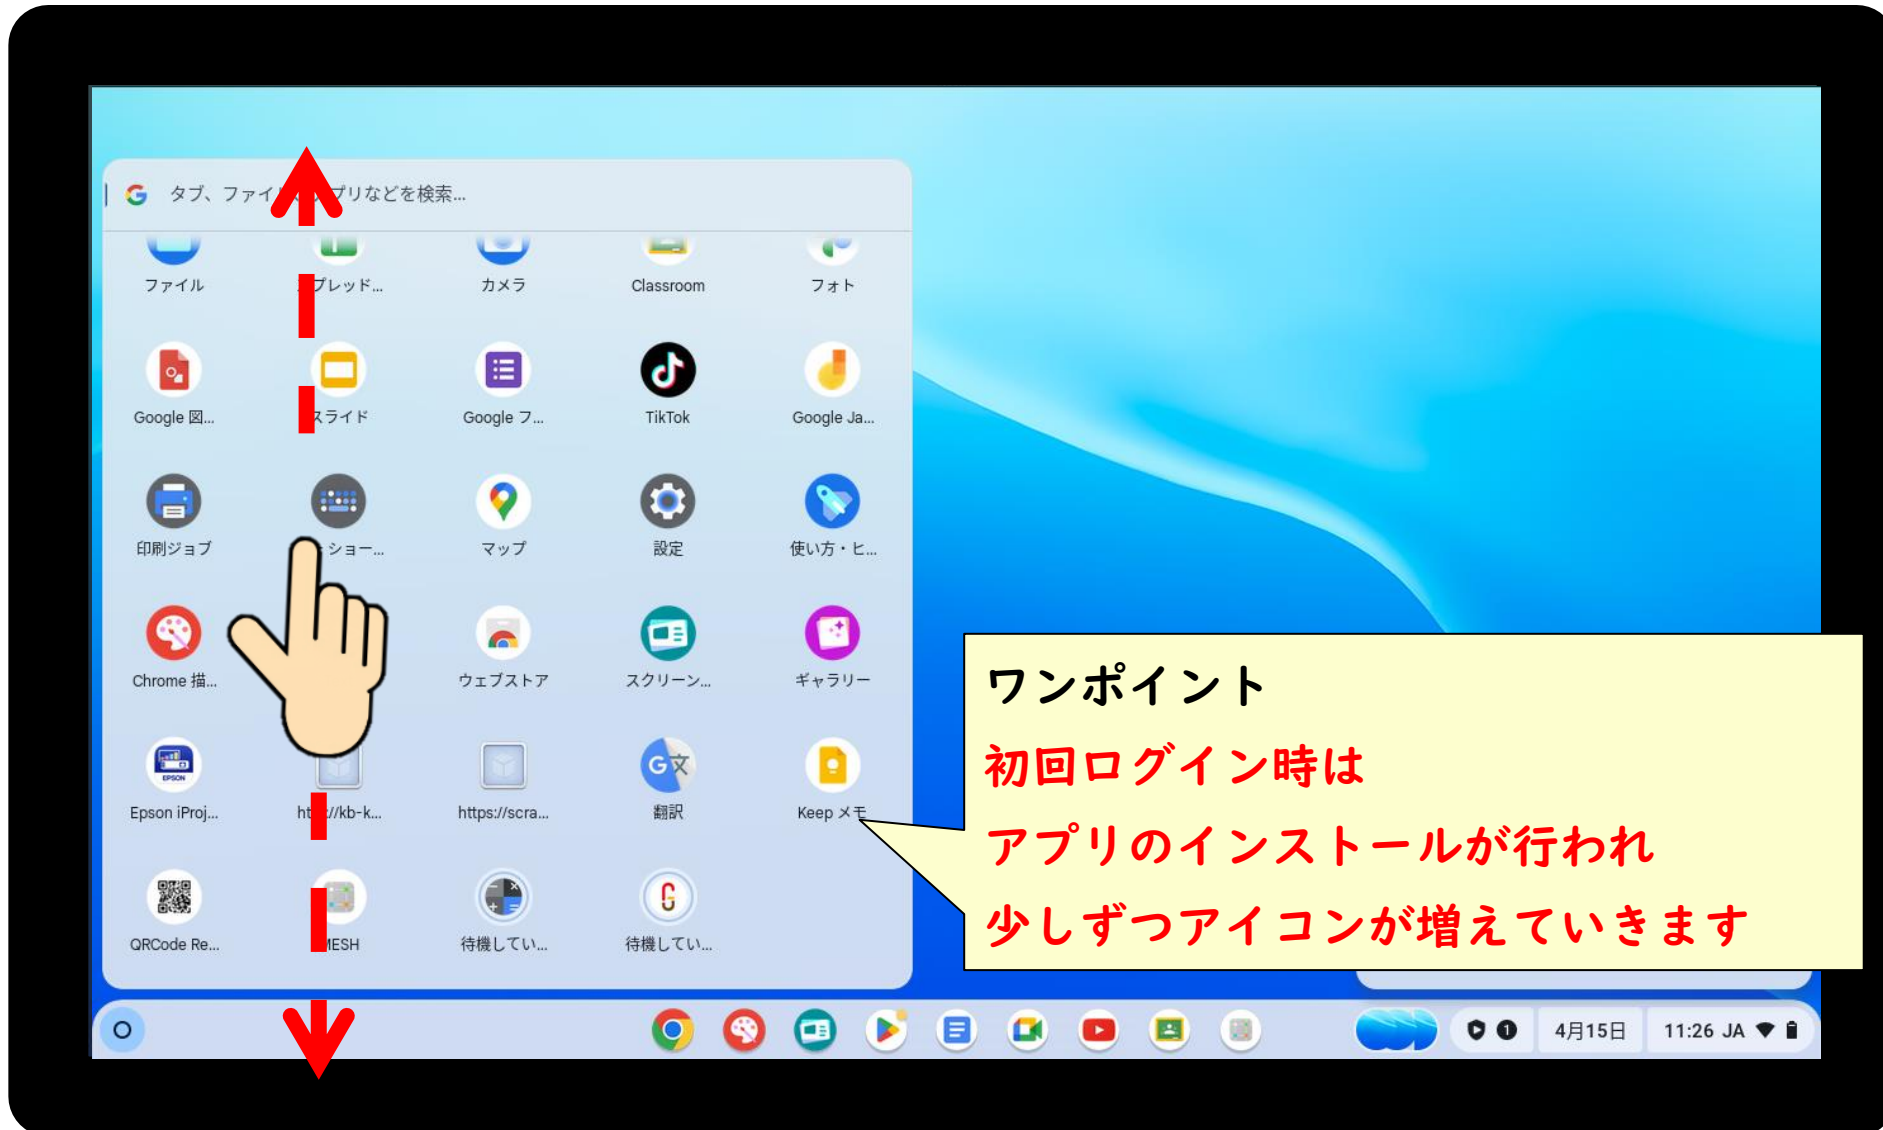 タブ、ファイ プリなどを検索...
ファイル
プレッド...
カメラ
Classroom
フォト
Google 図...
スライド
Google フ...
TikTok
Google Ja...
印刷ジョブ
ショー...
マップ
設定
使い方・ヒ...
Chrome 描...
ウェブストア
スクリーン...
ギャラリー
EPSON
Epson iProj...
://kb-k...
https://scra...
G文
翻訳
Keep メモ
QRCode Re...
MESH
待機してい...
待機してい...
ワンポイント
初回ログイン時は
アプリのインストールが行われ
少しずつアイコンが増えていきます
1
4月15日
11:26 JA